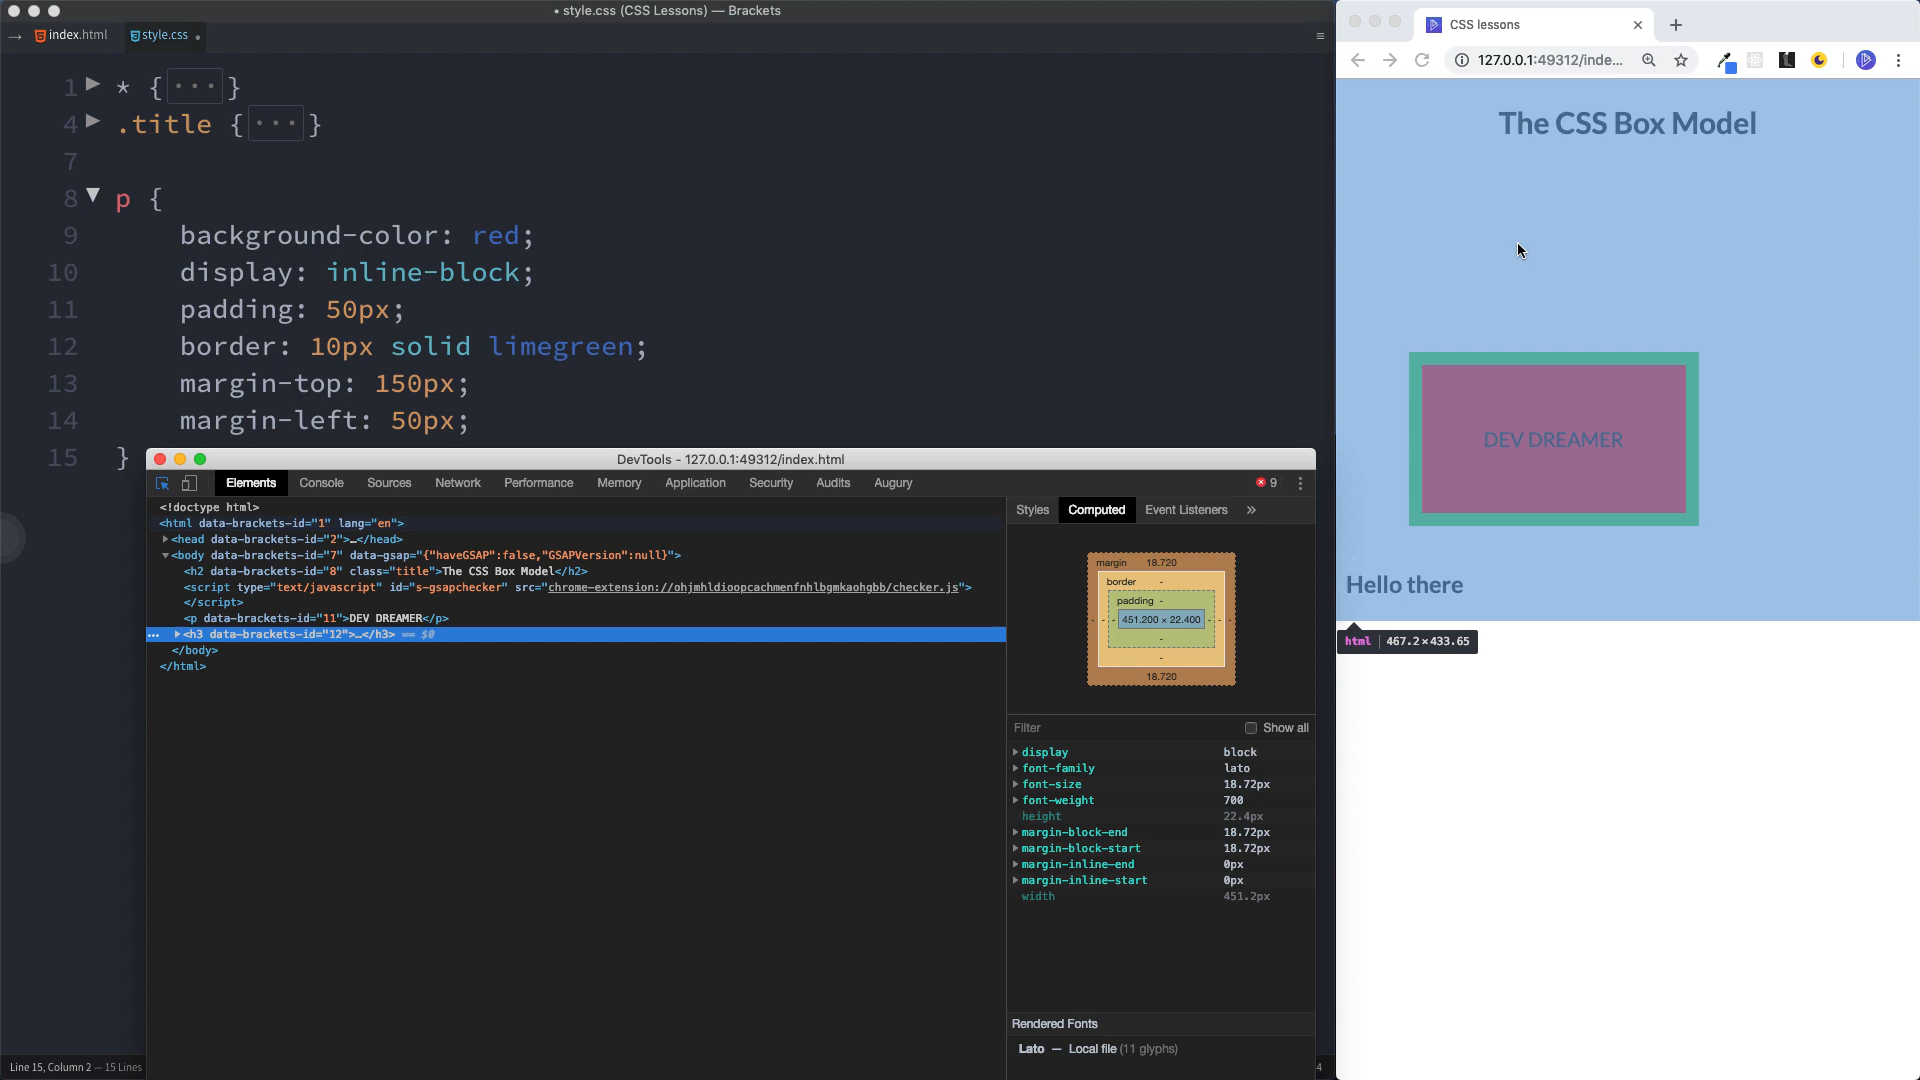 • style.css (CSS Lessons) — Brackets
index.html
style.css •
1 * {•••}
4 .title {•••}
7
8 p {
9 background-color: red;
10 display: inline-block;
11 padding: 50px;
12 border: 10px solid limegreen;
13 margin-top: 150px;
14 margin-left: 50px;
15 }
Line 15, Column 2 — 15 Lines
4
DevTools - 127.0.0.1:49312/index.html
Elements Console Sources Network Performance Memory Application Security Audits Augury 9
<!doctype html>
<html data-brackets-id="1" lang="en">
<head data-brackets-id="2">…</head>
<body data-brackets-id="7" data-gsap="{"haveGSAP":false,"GSAPVersion":null}">
<h2 data-brackets-id="8" class="title">The CSS Box Model</h2>
<script type="text/javascript" id="s-gsapchecker" src="chrome-extension://ohjmhldioopcachmenfnhlbgmkaohgbb/checker.js">
</script>
<p data-brackets-id="11">DEV DREAMER</p>
<h3 data-brackets-id="12">…</h3> == $0
</body>
</html>
Styles Computed Event Listeners »
margin 18.720
border -
padding -
- - - 451.200 × 22.400 - - -
-
-
18.720
Filter Show all
display block
font-family lato
font-size 18.72px
font-weight 700
height 22.4px
margin-block-end 18.72px
margin-block-start 18.72px
margin-inline-end 0px
margin-inline-start 0px
width 451.2px
Rendered Fonts
Lato — Local file (11 glyphs)
CSS lessons
127.0.0.1:49312/inde...
The CSS Box Model
DEV DREAMER
Hello there
html 467.2×433.65